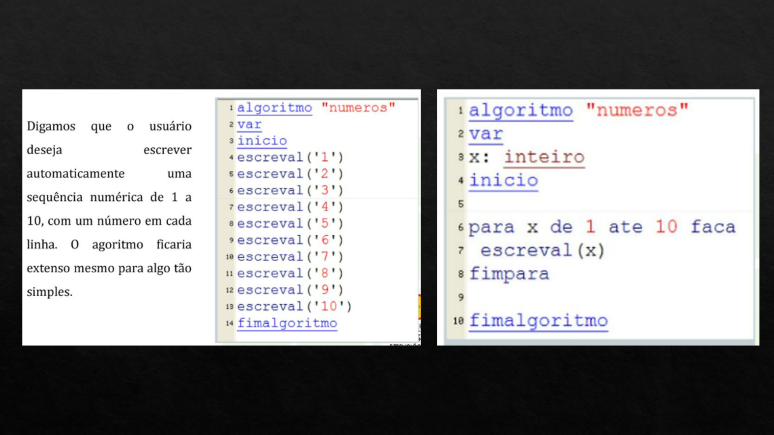 Digamos que o usuário
deseja escrever
automaticamente uma
sequência numérica de 1 a
10, com um número em cada
linha. O agoritmo ficaria
extenso mesmo para algo tão
simples.
1 algoritmo "numeros"
2 var
3 inicio
4 escreval('1')
5 escreval('2')
6 escreval('3')
7 escreval('4')
8 escreval('5')
9 escreval('6')
10 escreval('7')
11 escreval('8')
12 escreval('9')
13 escreval('10')
14 fimalgoritmo
1 algoritmo "numeros"
2 var
3 x: inteiro
4 inicio
5
6 para x de 1 ate 10 faca
7 escreval(x)
8 fimpara
9
10 fimalgoritmo